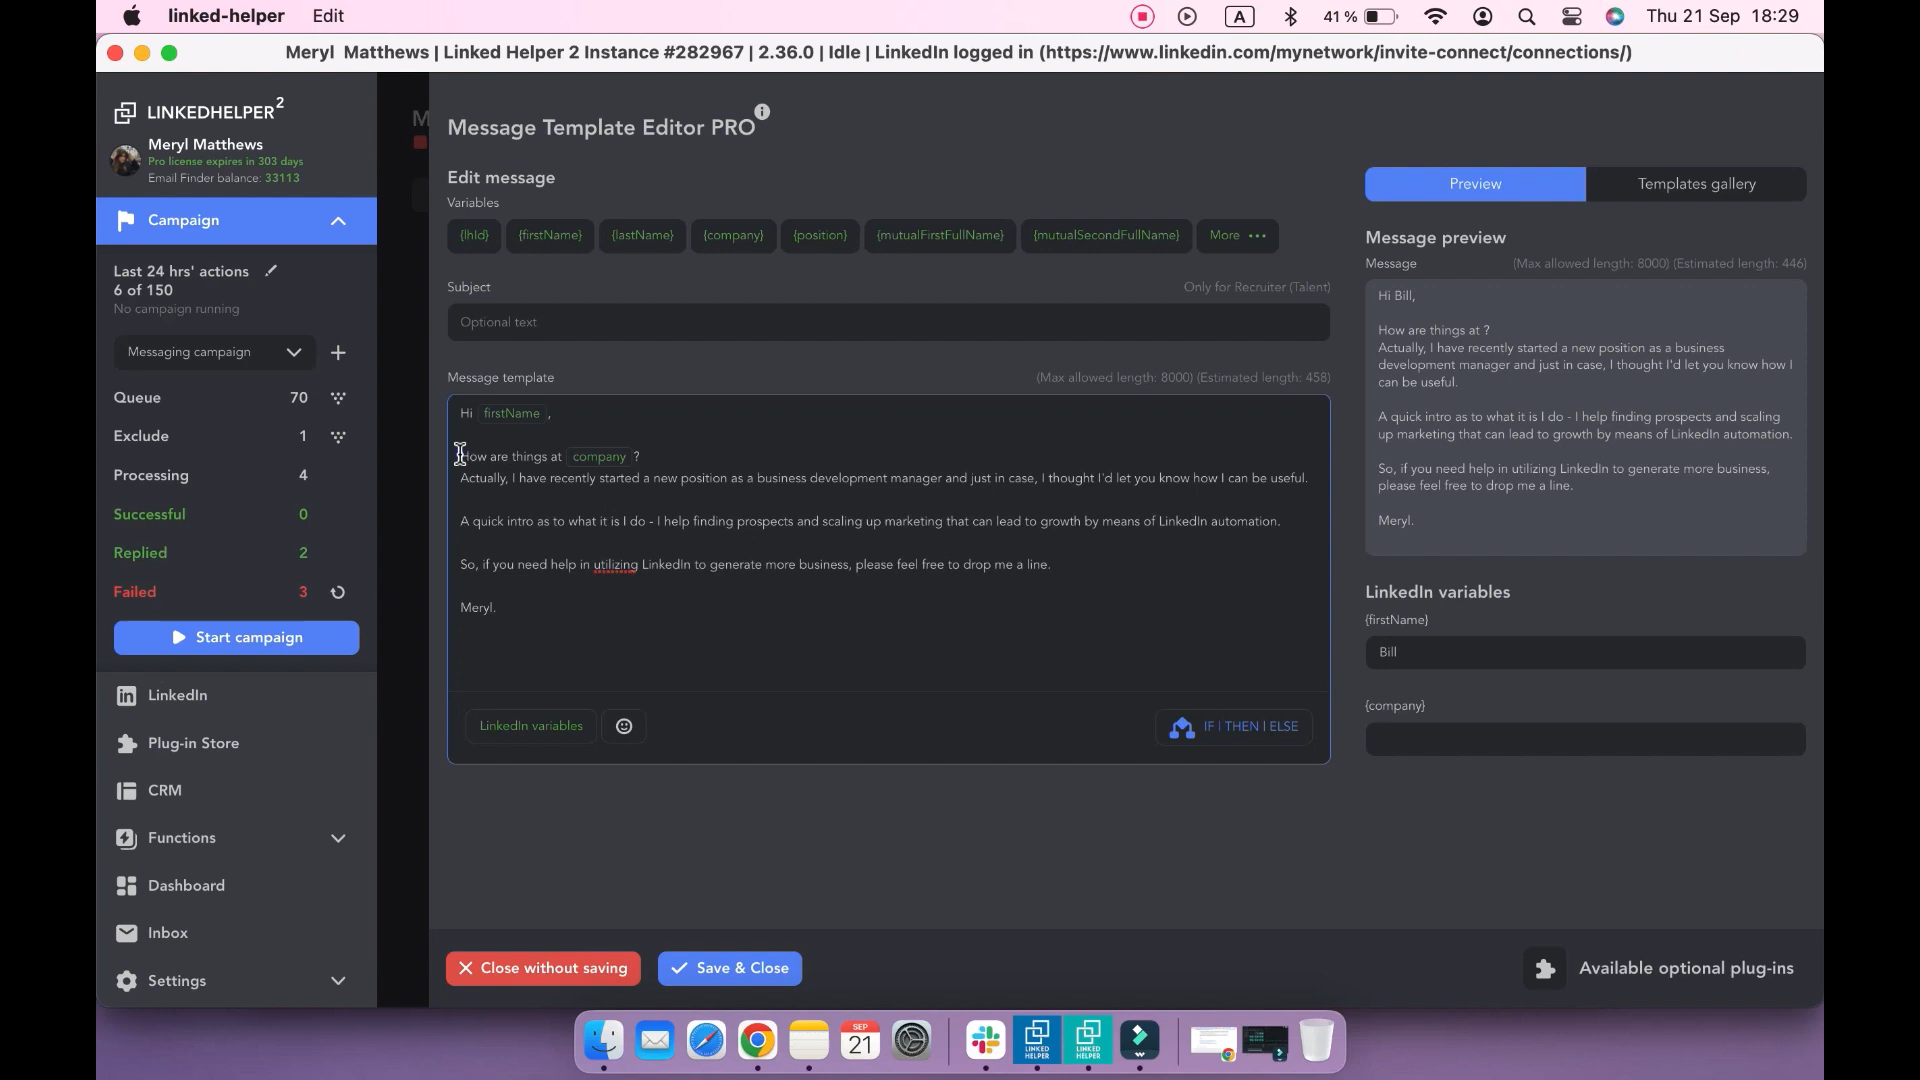 linked-helper Edit
A 41 % Thu 21 Sep 18:29
Meryl Matthews | Linked Helper 2 Instance #282967 | 2.36.0 | Idle | LinkedIn logged in (https://www.linkedin.com/mynetwork/invite-connect/connections/)
LINKEDHELPER 2
Meryl Matthews
Pro license expires in 303 days
Email Finder balance: 33113
Campaign
Last 24 hrs' actions
6 of 150
No campaign running
Messaging campaign
Queue 70
Exclude 1
Processing 4
Successful 0
Replied 2
Failed 3
Start campaign
LinkedIn
Plug-in Store
CRM
Functions
Dashboard
Inbox
Settings
M
Message Template Editor PRO
Edit message
Variables
{lhId} {firstName} {lastName} {company} {position} {mutualFirstFullName} {mutualSecondFullName} More •••
Subject Only for Recruiter (Talent)
Optional text
Message template (Max allowed length: 8000) (Estimated length: 458)
Hi firstName ,
How are things at company ?
Actually, I have recently started a new position as a business development manager and just in case, I thought I'd let you know how I can be useful.
A quick intro as to what it is I do - I help finding prospects and scaling up marketing that can lead to growth by means of LinkedIn automation.
So, if you need help in utilizing LinkedIn to generate more business, please feel free to drop me a line.
Meryl.
LinkedIn variables
IF | THEN | ELSE
Close without saving
Save & Close
Preview
Templates gallery
Message preview
Message (Max allowed length: 8000) (Estimated length: 446)
Hi Bill,
How are things at ?
Actually, I have recently started a new position as a business
development manager and just in case, I thought I'd let you know how I
can be useful.
A quick intro as to what it is I do - I help finding prospects and scaling
up marketing that can lead to growth by means of LinkedIn automation.
So, if you need help in utilizing LinkedIn to generate more business,
please feel free to drop me a line.
Meryl.
LinkedIn variables
{firstName}
Bill
{company}
Available optional plug-ins
SEP
21
LINKED
HELPER
LINKED
HELPER